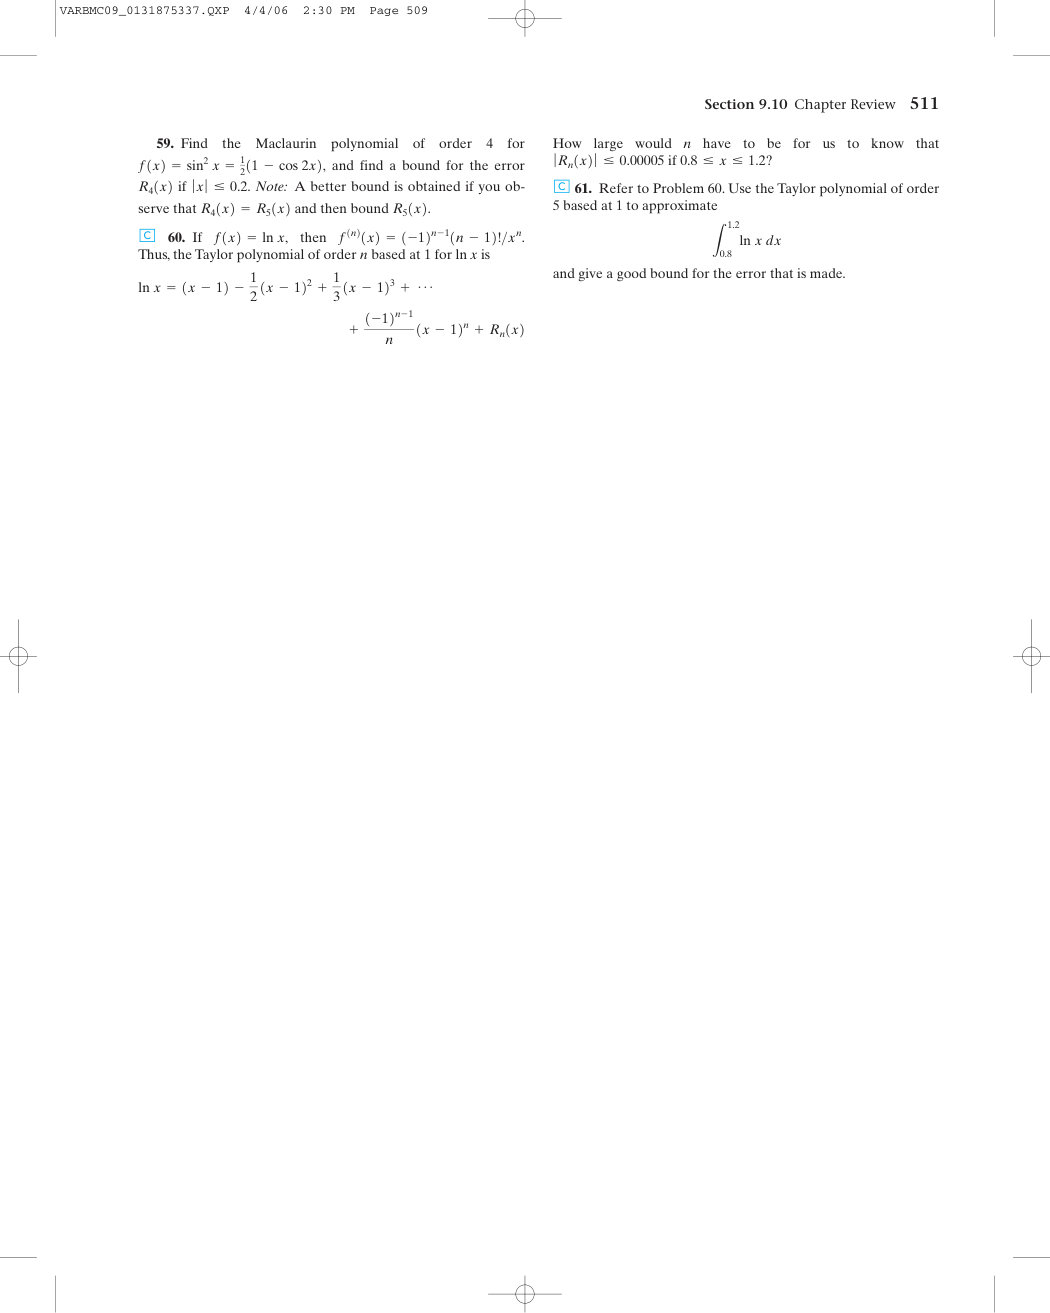 VARBMC09_0131875337.QXP 4/4/06 2:30 PM Page 509
Section 9.10 Chapter Review 511
59. Find the Maclaurin polynomial of order 4 for
f(x) = sin² x = ½(1 − cos 2x), and find a bound for the error
R₄(x) if |x| ≤ 0.2. Note: A better bound is obtained if you ob-
serve that R₄(x) = R₅(x) and then bound R₅(x).
C 60. If f(x) = ln x, then f⁽ⁿ⁾(x) = (−1)ⁿ⁻¹(n − 1)!/xⁿ.
Thus, the Taylor polynomial of order n based at 1 for ln x is
ln x = (x − 1) − 1/2 (x − 1)² + 1/3 (x − 1)³ + ⋯
+ (−1)ⁿ⁻¹/n (x − 1)ⁿ + Rₙ(x)
How large would n have to be for us to know that
|Rₙ(x)| ≤ 0.00005 if 0.8 ≤ x ≤ 1.2?
C 61. Refer to Problem 60. Use the Taylor polynomial of order
5 based at 1 to approximate
∫ 0.8 1.2 ln x dx
and give a good bound for the error that is made.